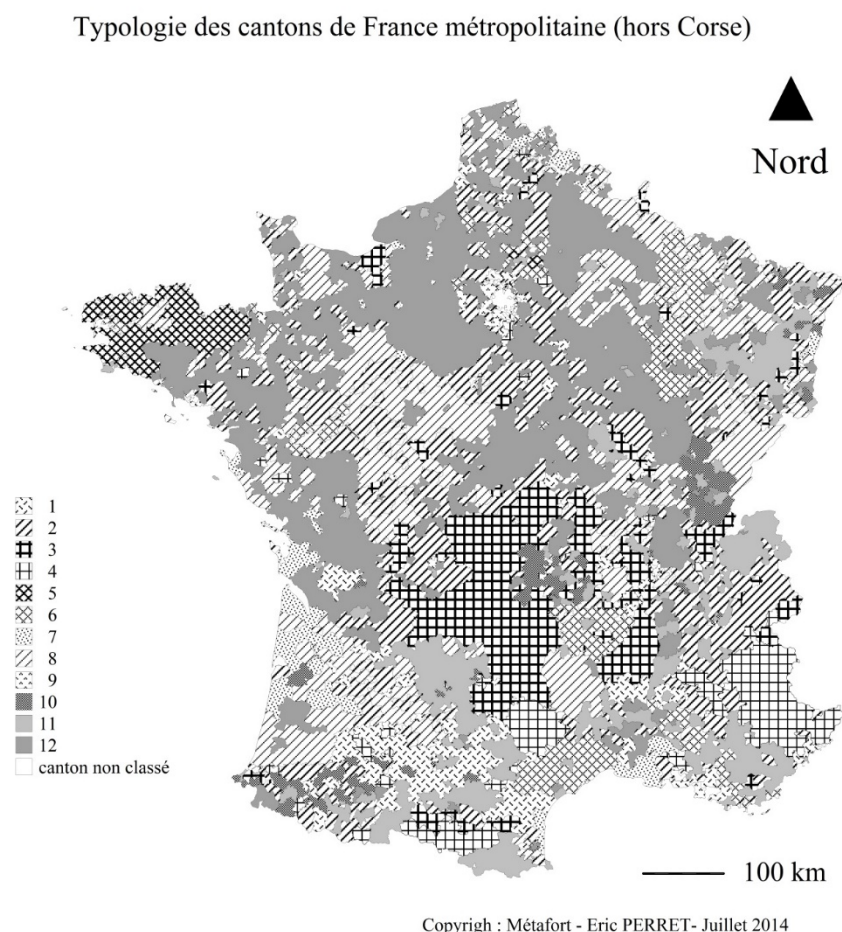 Typologie des cantons de France métropolitaine (hors Corse)
Nord
1
2
3
4
5
6
7
8
9
10
11
12
canton non classé
100 km
Copyrigh : Métafort - Eric PERRET- Juillet 2014